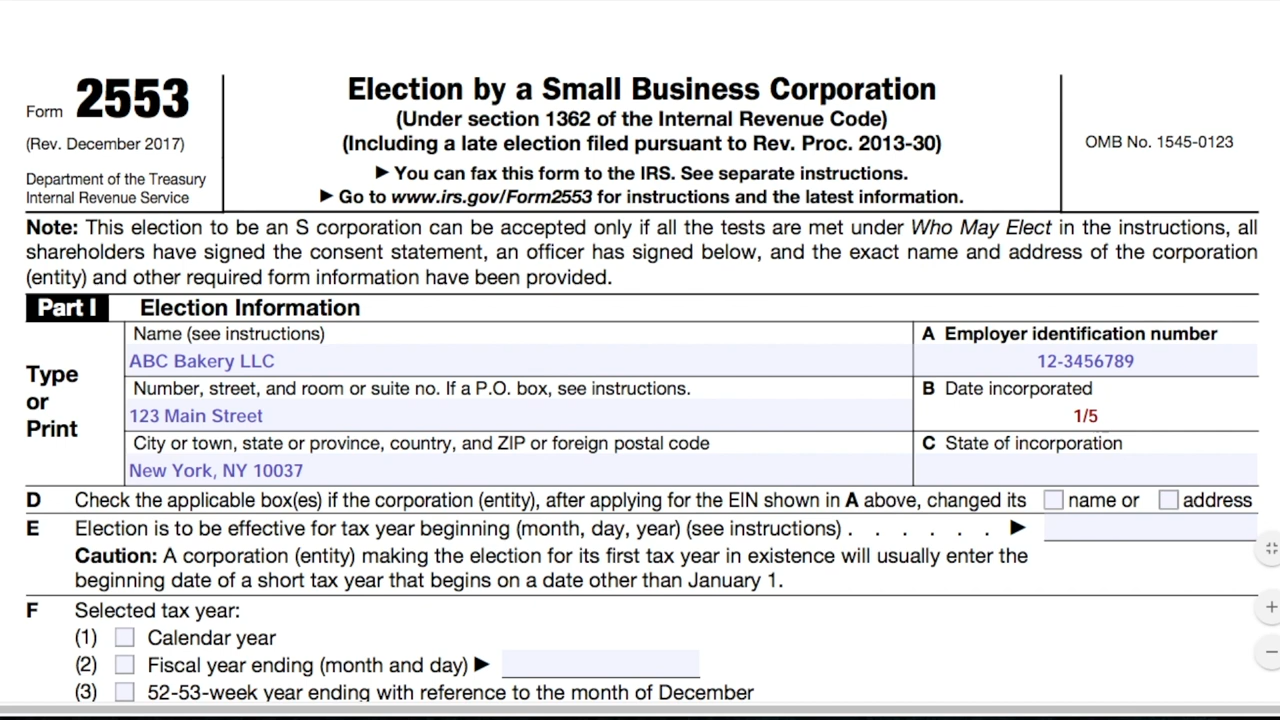 Form 2553
(Rev. December 2017)
Department of the Treasury
Internal Revenue Service
Election by a Small Business Corporation
(Under section 1362 of the Internal Revenue Code)
(Including a late election filed pursuant to Rev. Proc. 2013-30)
▶ You can fax this form to the IRS. See separate instructions.
▶ Go to www.irs.gov/Form2553 for instructions and the latest information.
OMB No. 1545-0123
Note: This election to be an S corporation can be accepted only if all the tests are met under Who May Elect in the instructions, all
shareholders have signed the consent statement, an officer has signed below, and the exact name and address of the corporation
(entity) and other required form information have been provided.
Part I Election Information
Type
or
Print
Name (see instructions)
ABC Bakery LLC
Number, street, and room or suite no. If a P.O. box, see instructions.
123 Main Street
City or town, state or province, country, and ZIP or foreign postal code
New York, NY 10037
A Employer identification number
12-3456789
B Date incorporated
1/5
C State of incorporation
D Check the applicable box(es) if the corporation (entity), after applying for the EIN shown in A above, changed its name or address
E Election is to be effective for tax year beginning (month, day, year) (see instructions) . . . . . . ▶
Caution: A corporation (entity) making the election for its first tax year in existence will usually enter the
beginning date of a short tax year that begins on a date other than January 1.
F Selected tax year:
(1) Calendar year
(2) Fiscal year ending (month and day) ▶
(3) 52-53-week year ending with reference to the month of December